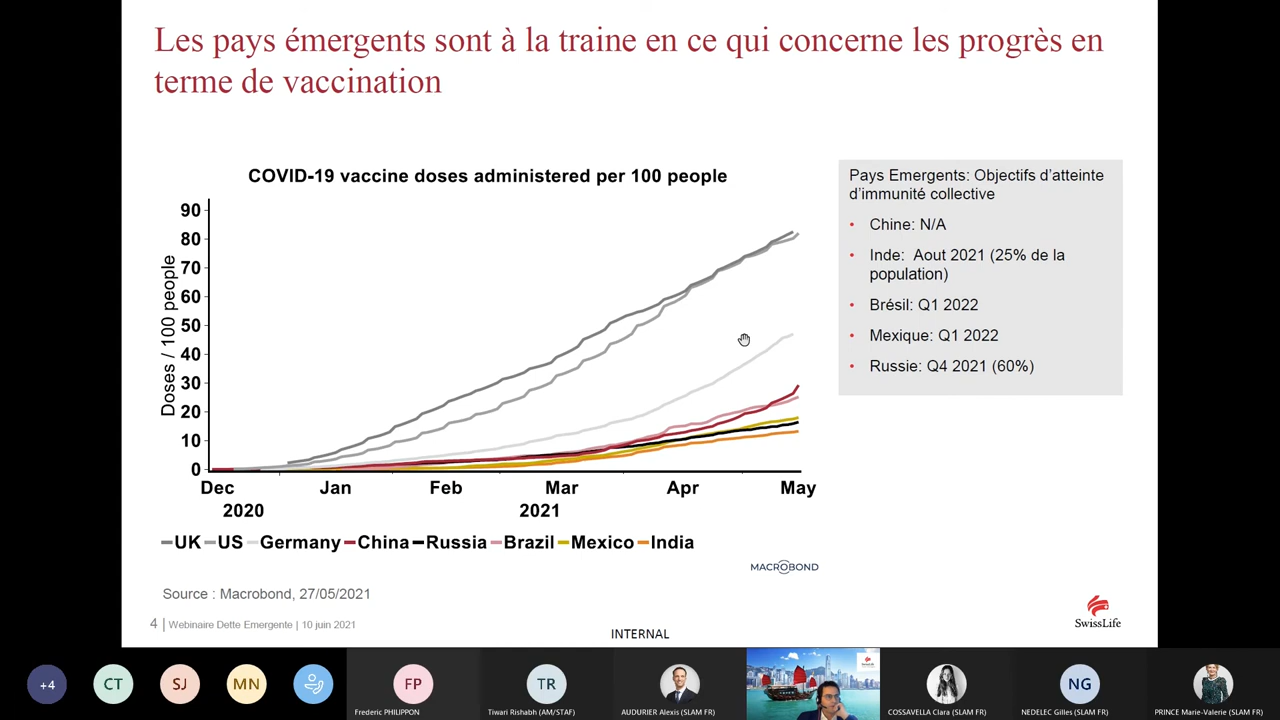 Les pays émergents sont à la traine en ce qui concerne les progrès en
terme de vaccination
COVID-19 vaccine doses administered per 100 people
Doses / 100 people
90
80
70
60
50
40
30
20
10
0
Dec Jan Feb Mar Apr May
2020 2021
UK US Germany China Russia Brazil Mexico India
MACROBOND
Source : Macrobond, 27/05/2021
Pays Emergents: Objectifs d’atteinte
d’immunité collective
• Chine: N/A
• Inde: Aout 2021 (25% de la
population)
• Brésil: Q1 2022
• Mexique: Q1 2022
• Russie: Q4 2021 (60%)
4 | Webinaire Dette Emergente | 10 juin 2021
SwissLife
INTERNAL
+4 CT SJ MN FP TR NG
Frederic PHILIPPON
Tiwari Rishabh (AM/STAF)
AUDURIER Alexis (SLAM FR)
COSSAVELLA Clara (SLAM FR)
NEDELEC Gilles (SLAM FR)
PRINCE Marie-Valerie (SLAM FR)